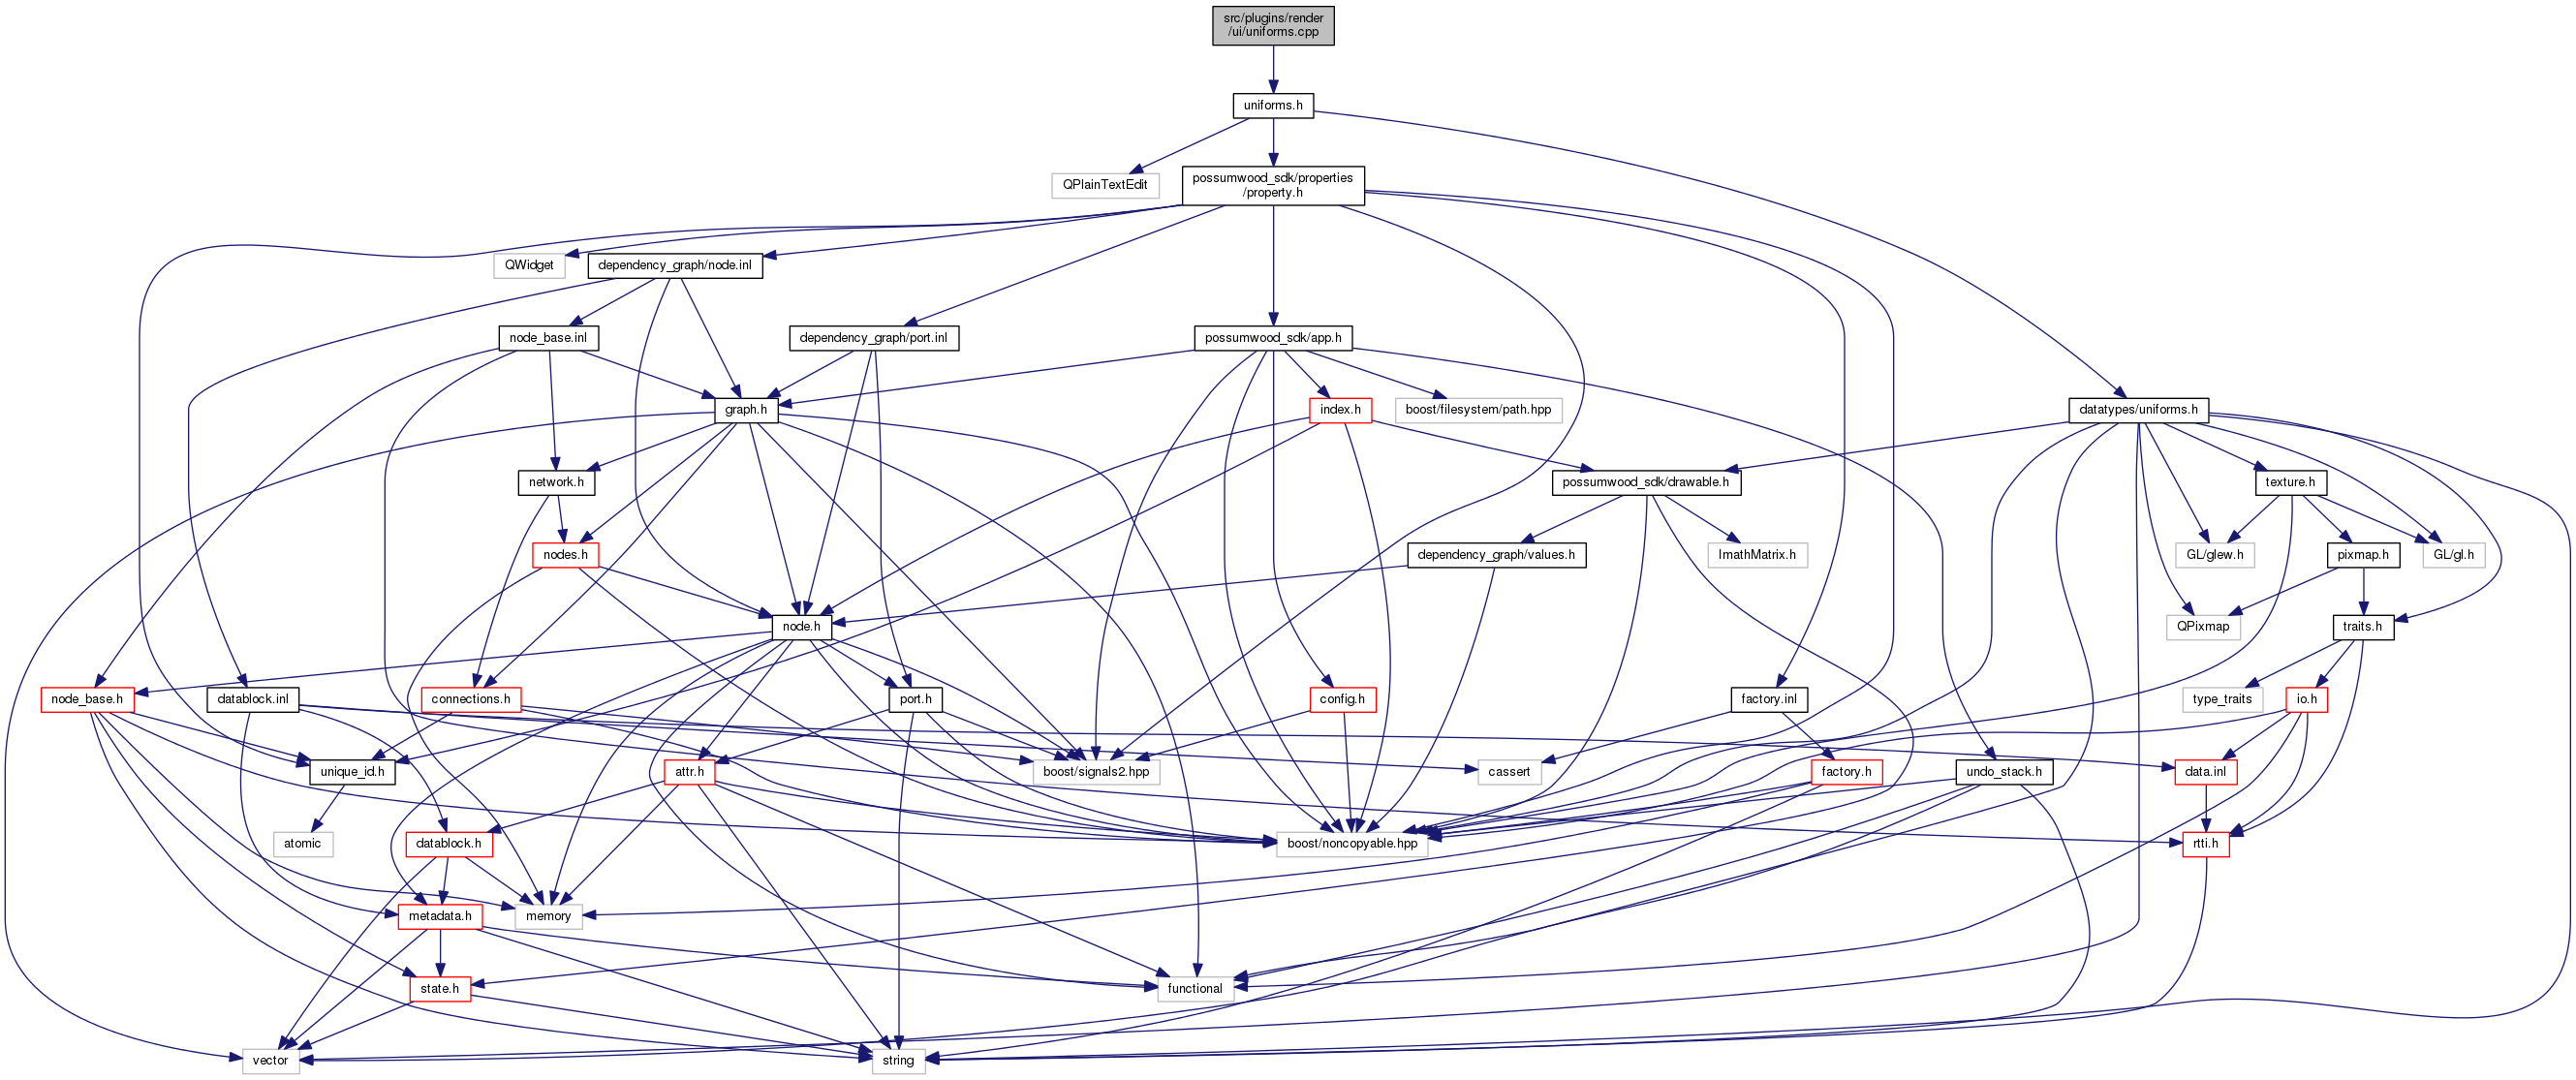 src/plugins/render
/ui/uniforms.cpp
uniforms.h
QPlainTextEdit
possumwood_sdk/properties
/property.h
QWidget
dependency_graph/node.inl
node_base.inl
dependency_graph/port.inl
possumwood_sdk/app.h
graph.h
index.h
boost/filesystem/path.hpp
datatypes/uniforms.h
network.h
possumwood_sdk/drawable.h
texture.h
nodes.h
dependency_graph/values.h
ImathMatrix.h
GL/glew.h
pixmap.h
GL/gl.h
node.h
QPixmap
traits.h
node_base.h
datablock.inl
connections.h
port.h
config.h
factory.inl
type_traits
io.h
unique_id.h
attr.h
boost/signals2.hpp
cassert
factory.h
undo_stack.h
data.inl
atomic
datablock.h
boost/noncopyable.hpp
rtti.h
metadata.h
memory
state.h
functional
vector
string